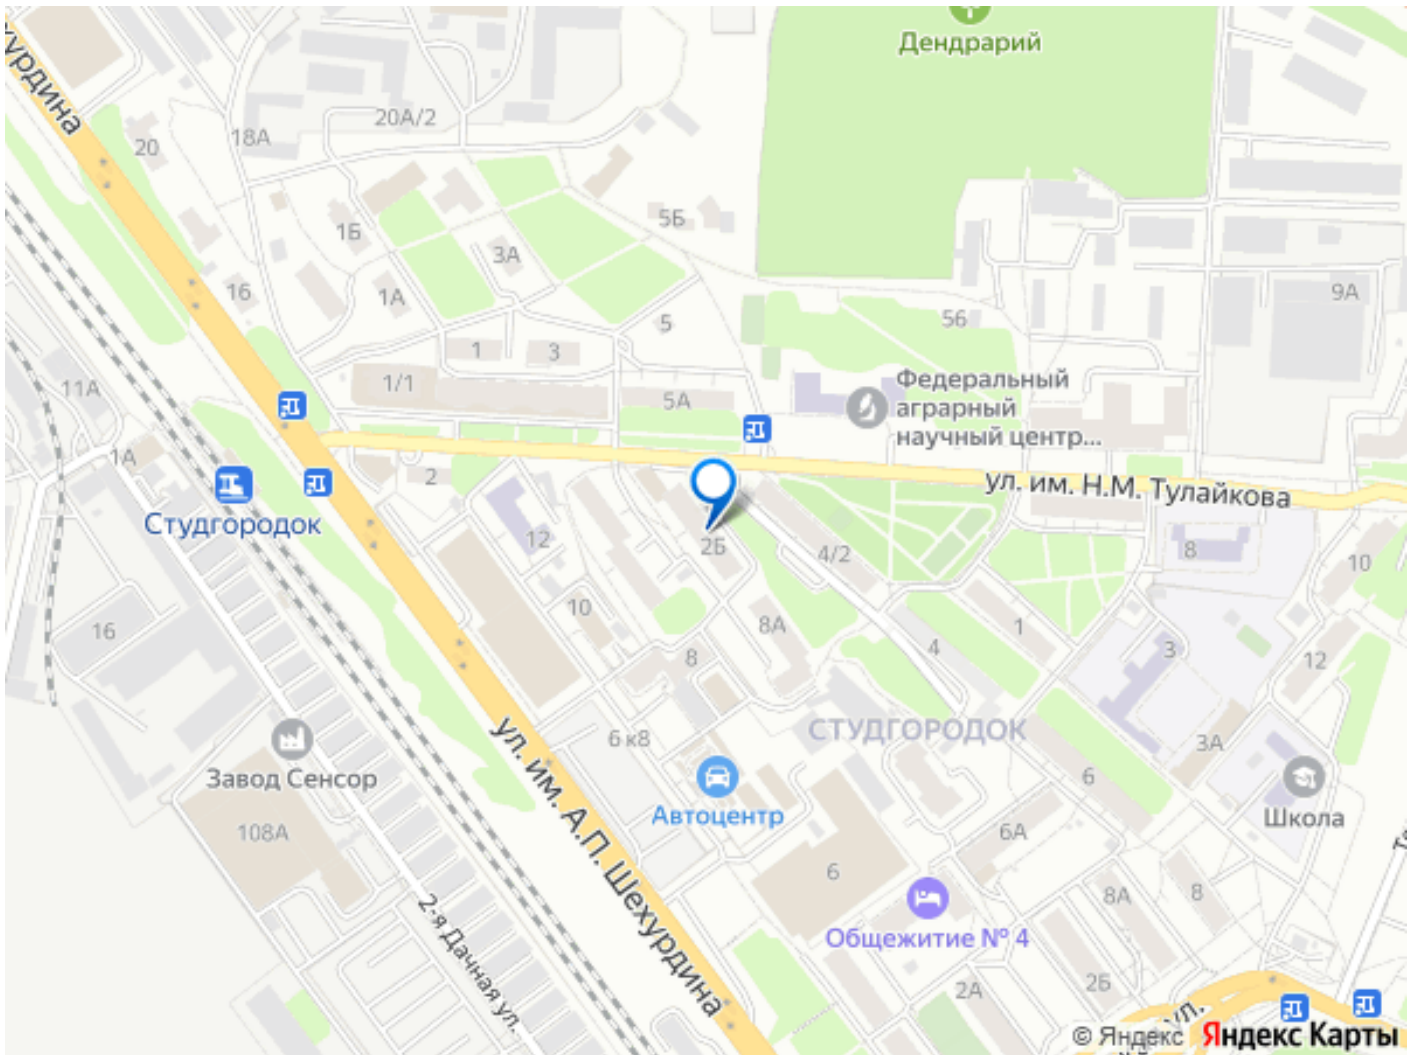 Дендрарий
20А/2
18А
20
1Б
5Б
3А
1А
16
5
56
9А
1
3
1/1
11А
5А
Федеральный
аграрный
научный центр...
1А
2
ул. им. Н.М. Тулайкова
Студгородок
12
2Б
4/2
8
10
10
8А
1
4
16
8
3
12
СТУДГОРОДОК
6 к8
3А
ул. им. А.П. Шехурдина
Завод Сенсор
Автоцентр
6
Школа
108А
6А
6
8А
8
2-я Дачная ул.
Общежитие № 4
2А
2Б
ул.
© Яндекс Яндекс Карты